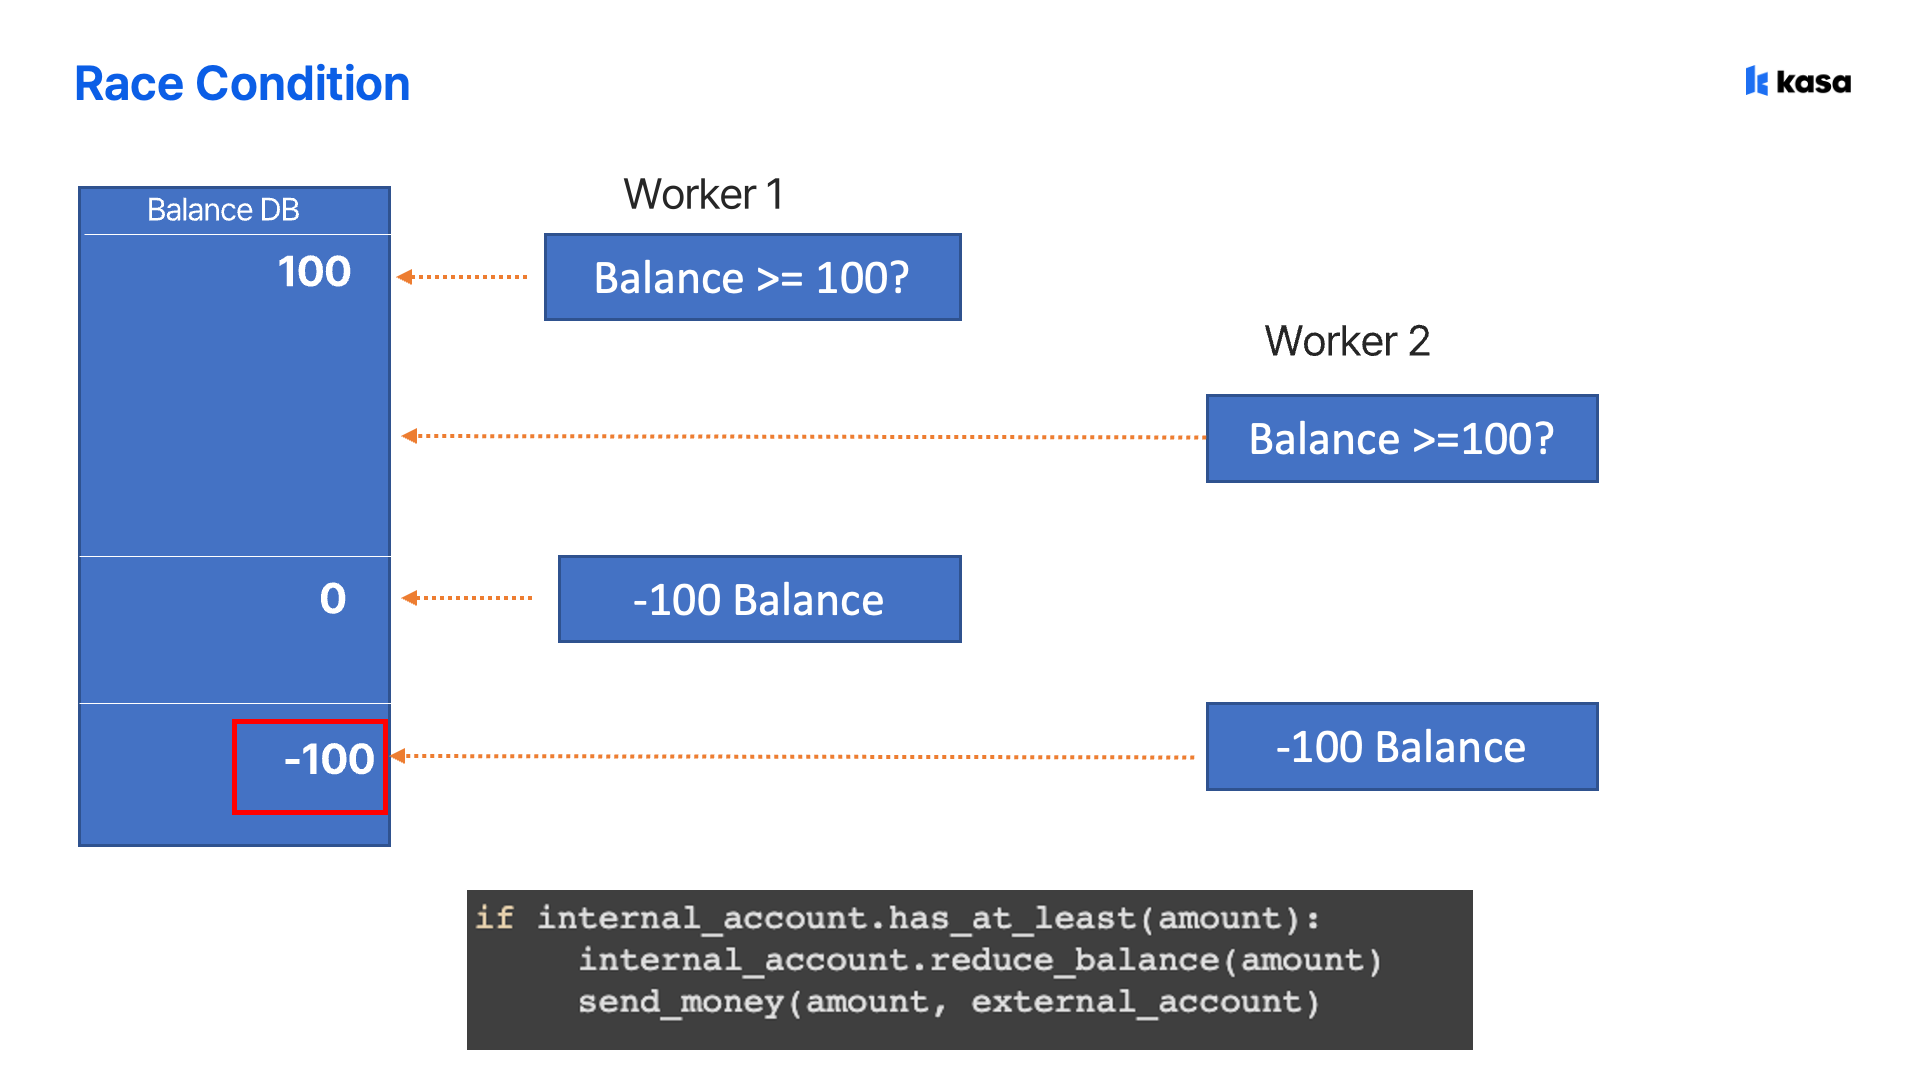 Race Condition
kasa
Balance DB
Worker 1
100
Balance >= 100?
Worker 2
Balance >=100?
0
-100 Balance
-100
-100 Balance
if internal_account.has_at_least(amount):
internal_account.reduce_balance(amount)
send_money(amount, external_account)